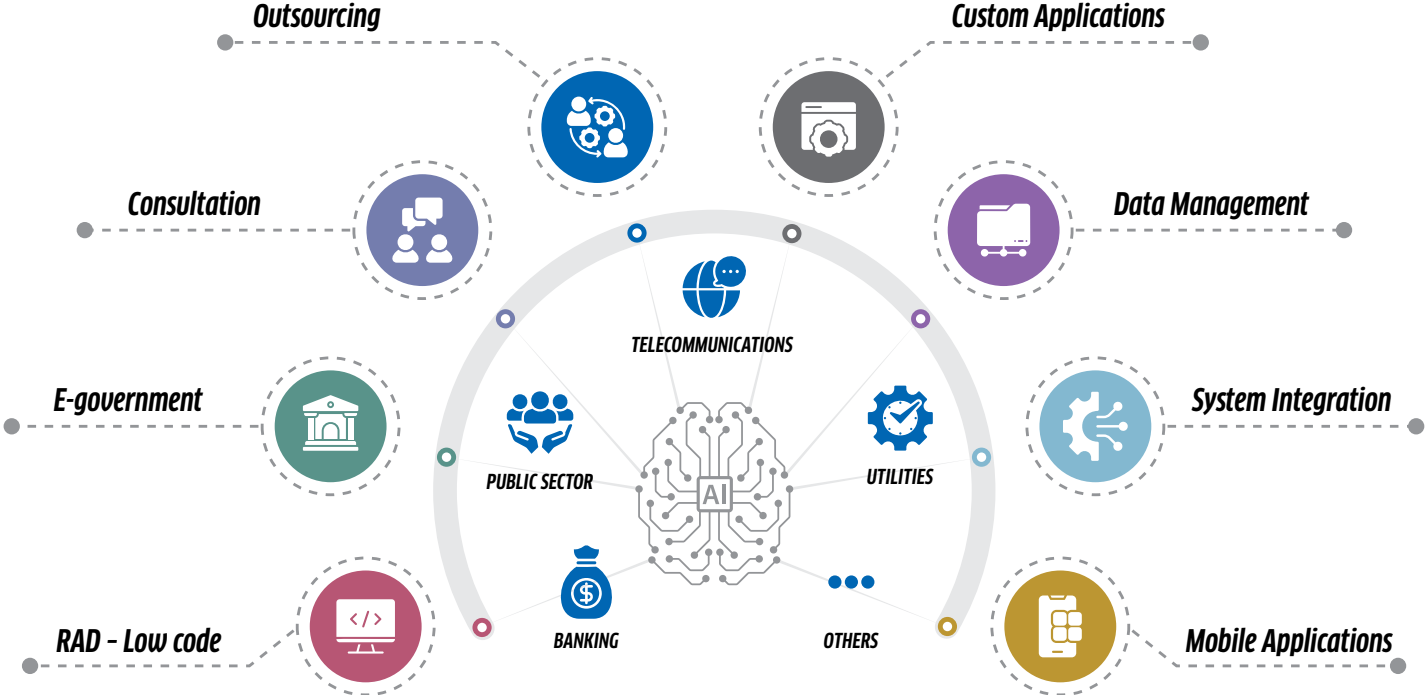 Outsourcing
Custom Applications
Consultation
Data Management
TELECOMMUNICATIONS
E-government
System Integration
PUBLIC SECTOR
UTILITIES
AI
</>
$
RAD - Low code
BANKING
OTHERS
Mobile Applications